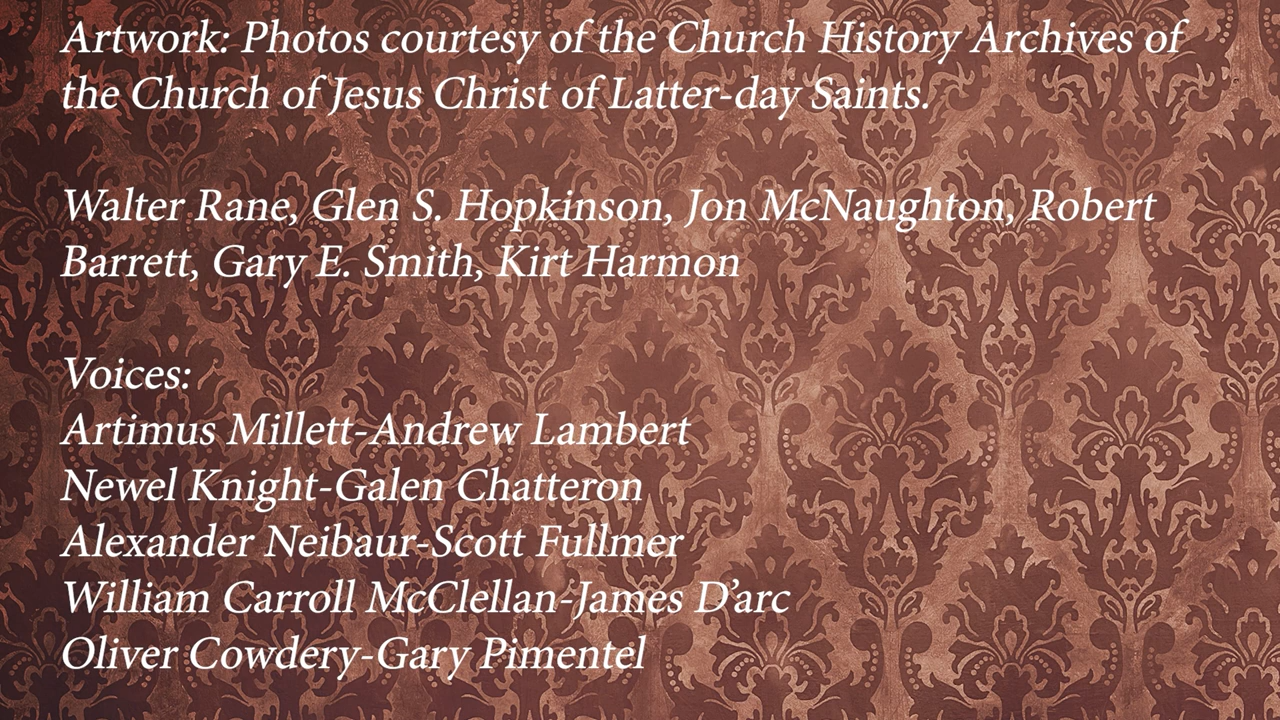 Artwork: Photos courtesy of the Church History Archives of
the Church of Jesus Christ of Latter-day Saints.
Walter Rane, Glen S. Hopkinson, Jon McNaughton, Robert
Barrett, Gary E. Smith, Kirt Harmon
Voices:
Artimus Millett-Andrew Lambert
Newel Knight-Galen Chatteron
Alexander Neibaur-Scott Fullmer
William Carroll McClellan-James D’arc
Oliver Cowdery-Gary Pimentel